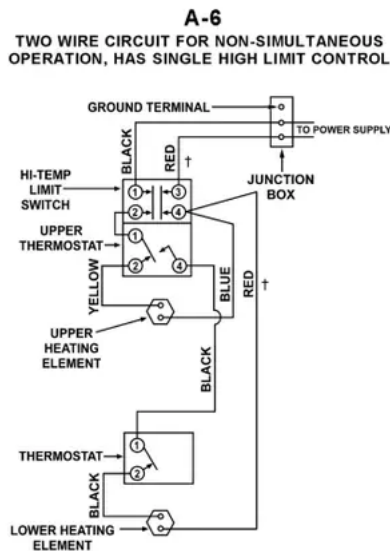 A-6
TWO WIRE CIRCUIT FOR NON-SIMULTANEOUS
OPERATION, HAS SINGLE HIGH LIMIT CONTROL
GROUND TERMINAL
TO POWER SUPPLY
BLACK
RED
†
JUNCTION
BOX
HI-TEMP
LIMIT
SWITCH
1
3
2
4
UPPER
THERMOSTAT
1
2
4
YELLOW
BLUE
RED
†
UPPER
HEATING
ELEMENT
BLACK
THERMOSTAT
1
2
BLACK
LOWER HEATING
ELEMENT